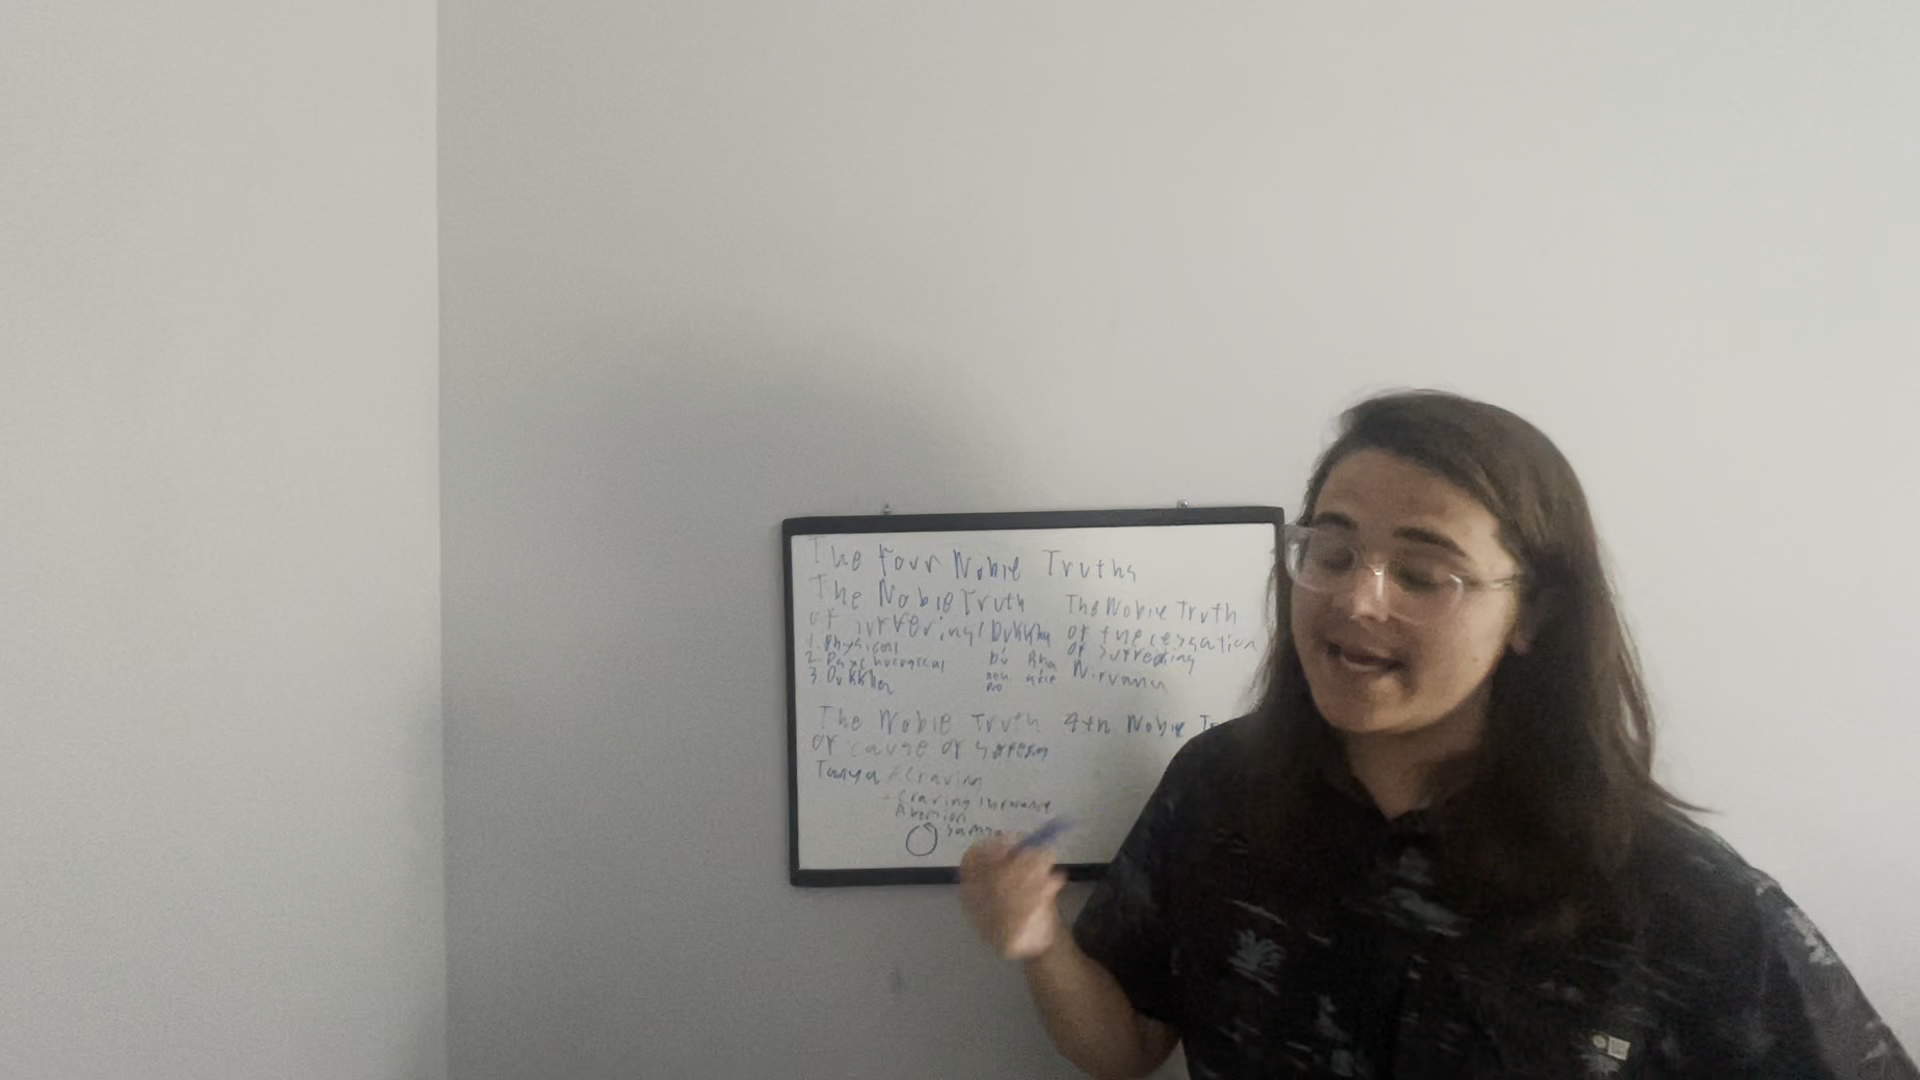 The Four Noble Truths
The Noble Truth
of suffering/Dukkha
1. Physical
2. Psychological
3. Dukkha
The Noble Truth
of the cessation
of suffering
Nirvana
The Noble Truth
of cause of
Tanya Craving
- Craving
Aversion
4th Noble